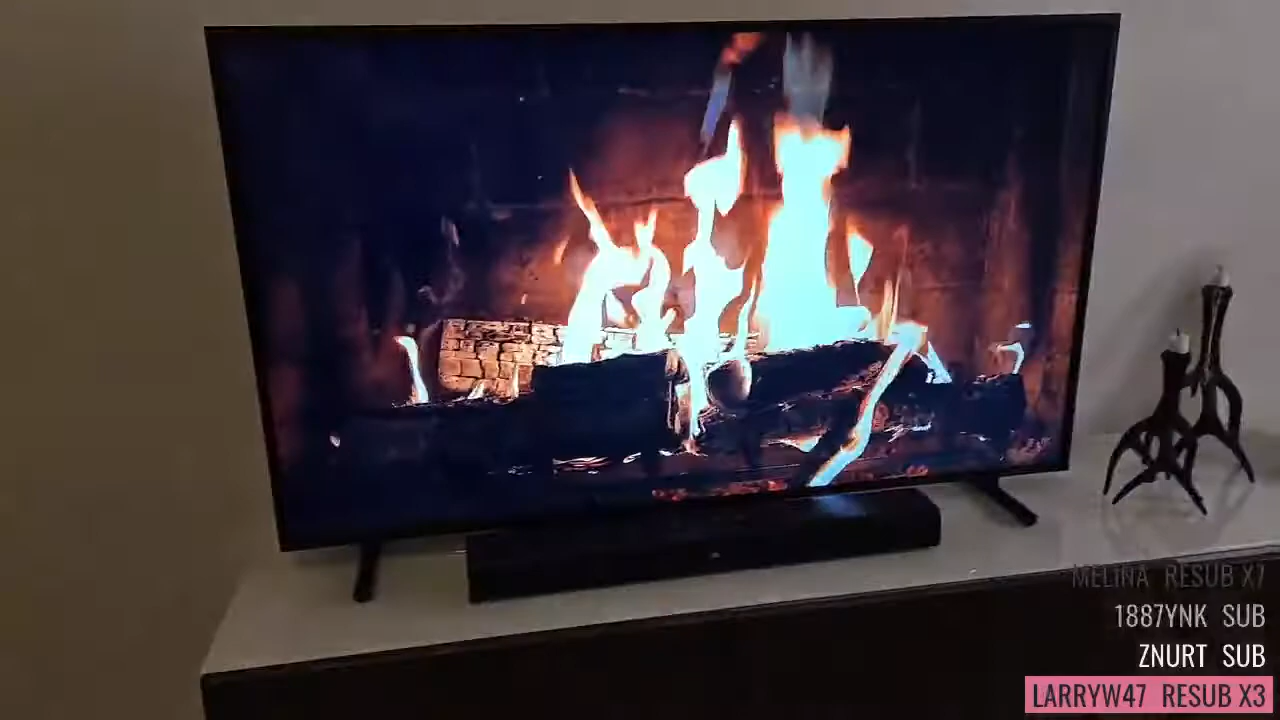 MELINA RESUB X7
1887YNK SUB
ZNURT SUB
LARRYW47 RESUB X3